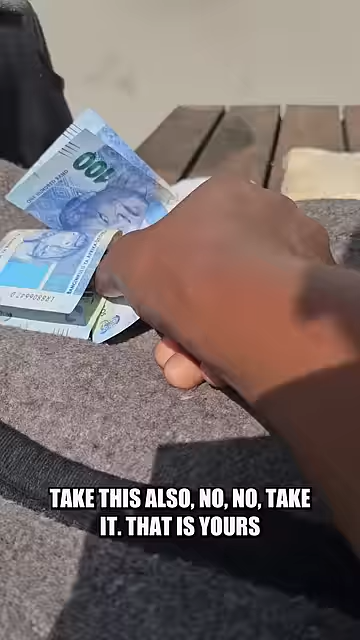 100
TAKE THIS ALSO, NO, NO, TAKE
IT. THAT IS YOURS